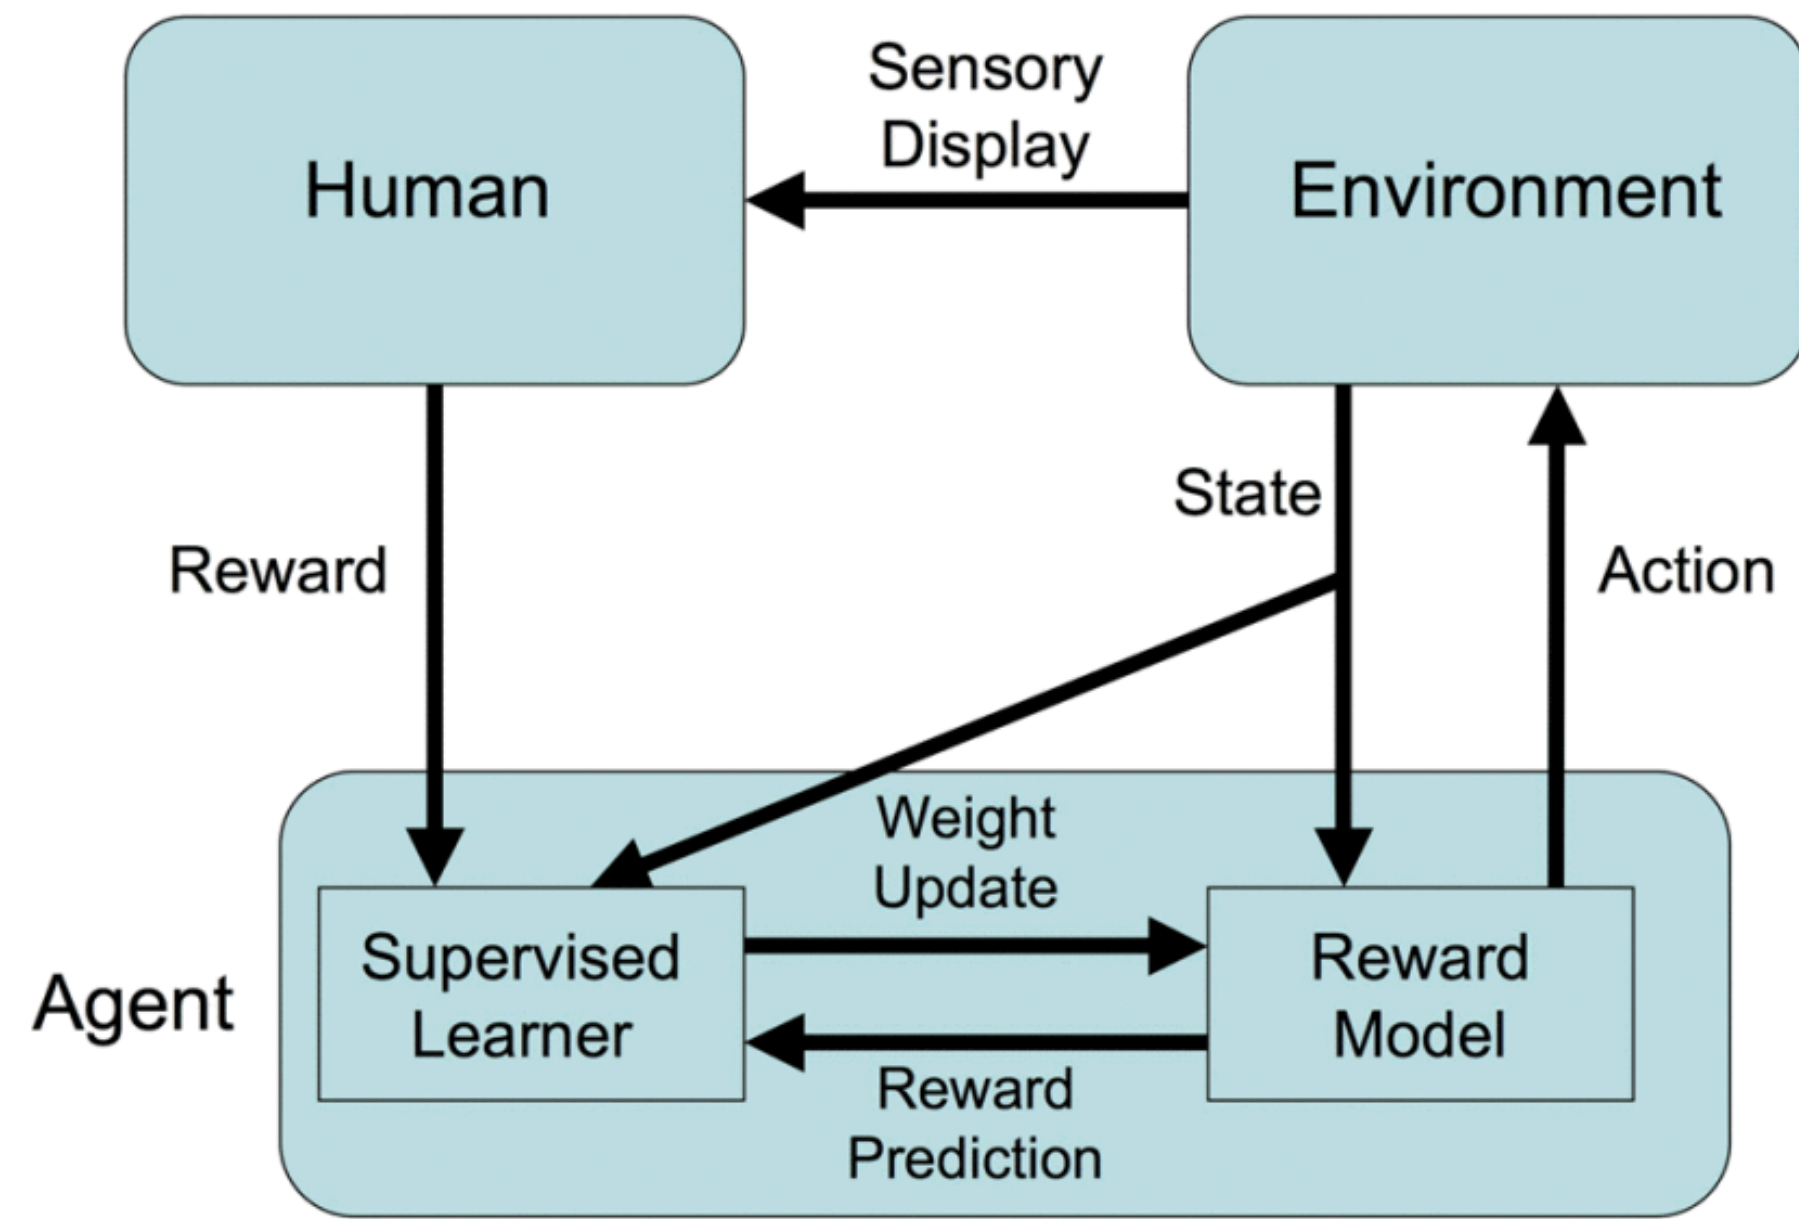 Sensory
Display
Human
Environment
State
Reward
Action
Weight
Update
Supervised
Learner
Reward
Model
Agent
Reward
Prediction